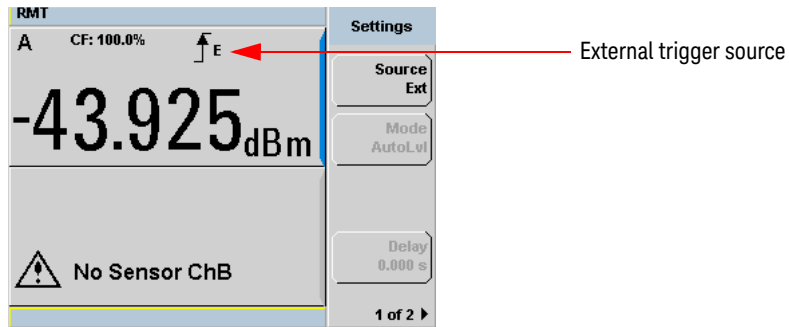 RMT
A CF: 100.0% E
-43.925dBm
No Sensor ChB
Settings
Source
Ext
Mode
AutoLvl
Delay
0.000 s
1 of 2
External trigger source